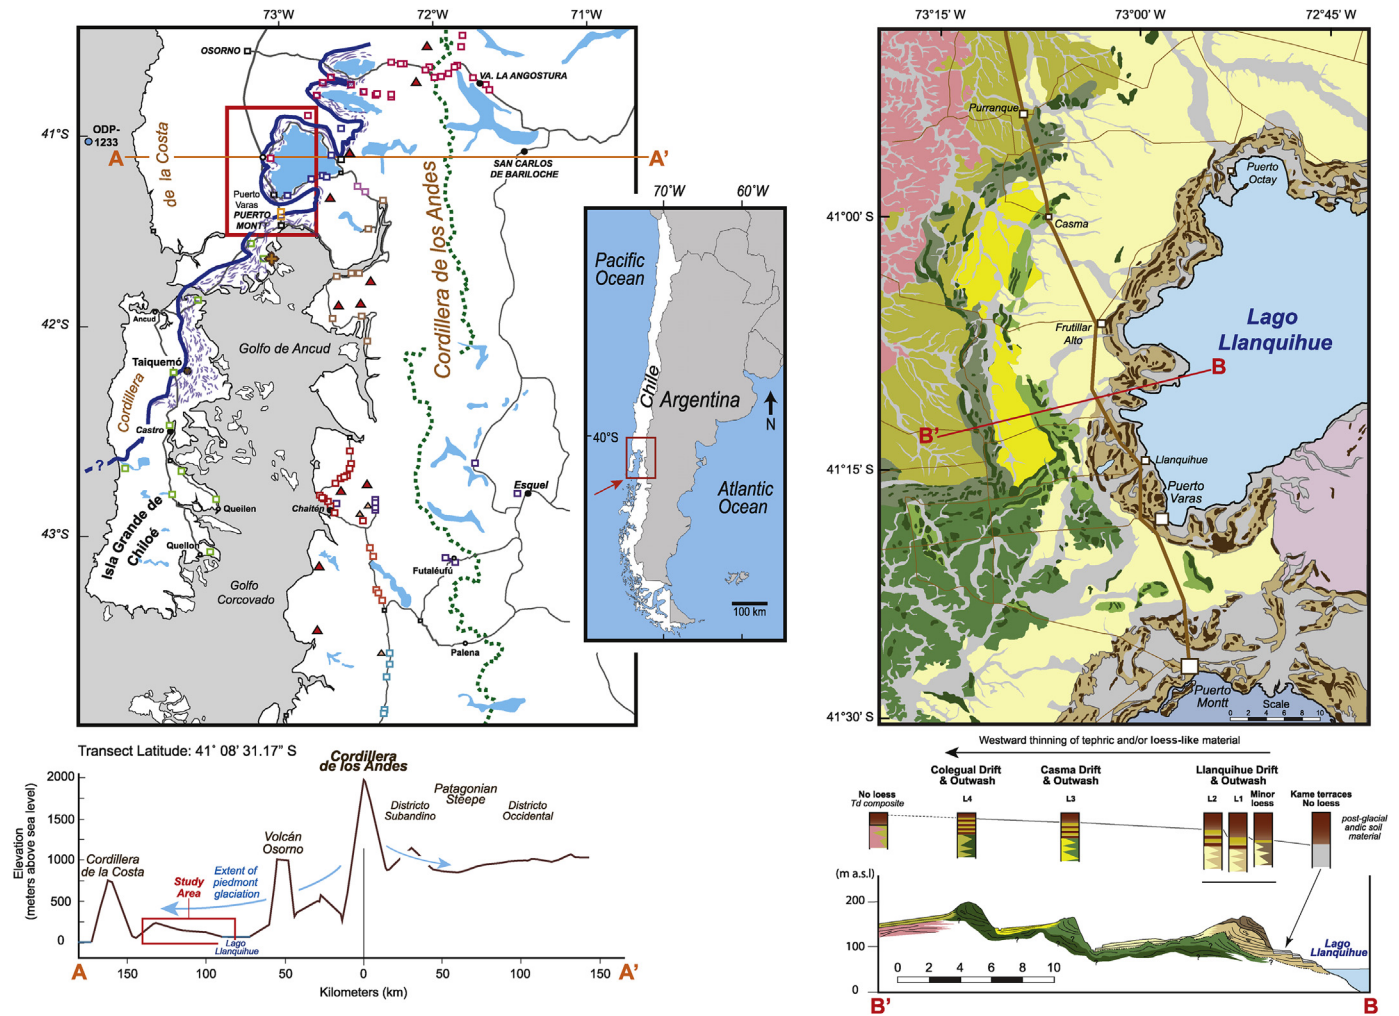 73°W
72°W
71°W
OSORNO
VA. LA ANGOSTURA
41°S
ODP-
1233
A
A'
de la Costa
Cordillera de los Andes
SAN CARLOS
DE BARILOCHE
Puerto
Varas
PUERTO
MONTT
Ancud
42°S
Golfo de Ancud
Taiquemó
Cordillera
Castro
?
Isla Grande de
Chiloé
Queilen
Quellon
Chaitén
Esquel
43°S
Golfo
Corcovado
Futaléufú
Palena
70°W
60°W
Pacific
Ocean
Chile
Argentina
N
40°S
Atlantic
Ocean
100 km
73°15' W
73°00' W
72°45' W
Purranque
Puerto
Octay
41°00' S
Casma
Frutillar
Alto
Lago
Llanquihue
B
B'
41°15' S
Llanquihue
Puerto
Varas
Puerto
Montt
Scale
0 2 4 6 8 10
41°30' S
Transect Latitude: 41° 08' 31.17" S
Elevation
(meters above sea level)
2000
1500
1000
500
0
Cordillera
de los Andes
Patagonian
Steepe
Districto
Subandino
Districto
Occidental
Volcán
Osorno
Cordillera
de la Costa
Study
Area
Extent of
piedmont
glaciation
Lago
Llanquihue
A
150 100 50 0 50 100 150
A'
Kilometers (km)
Westward thinning of tephric and/or loess-like material
Colegual Drift
& Outwash
Casma Drift
& Outwash
Llanquihue Drift
& Outwash
No loess
Td composite
L4
L3
L2
L1
Minor
loess
Kame terraces
No loess
post-glacial
andic soil
material
(m a.s.l)
200
100
0
0 2 4 6 8 10
?
?
?
?
Lago
Llanquihue
B'
B